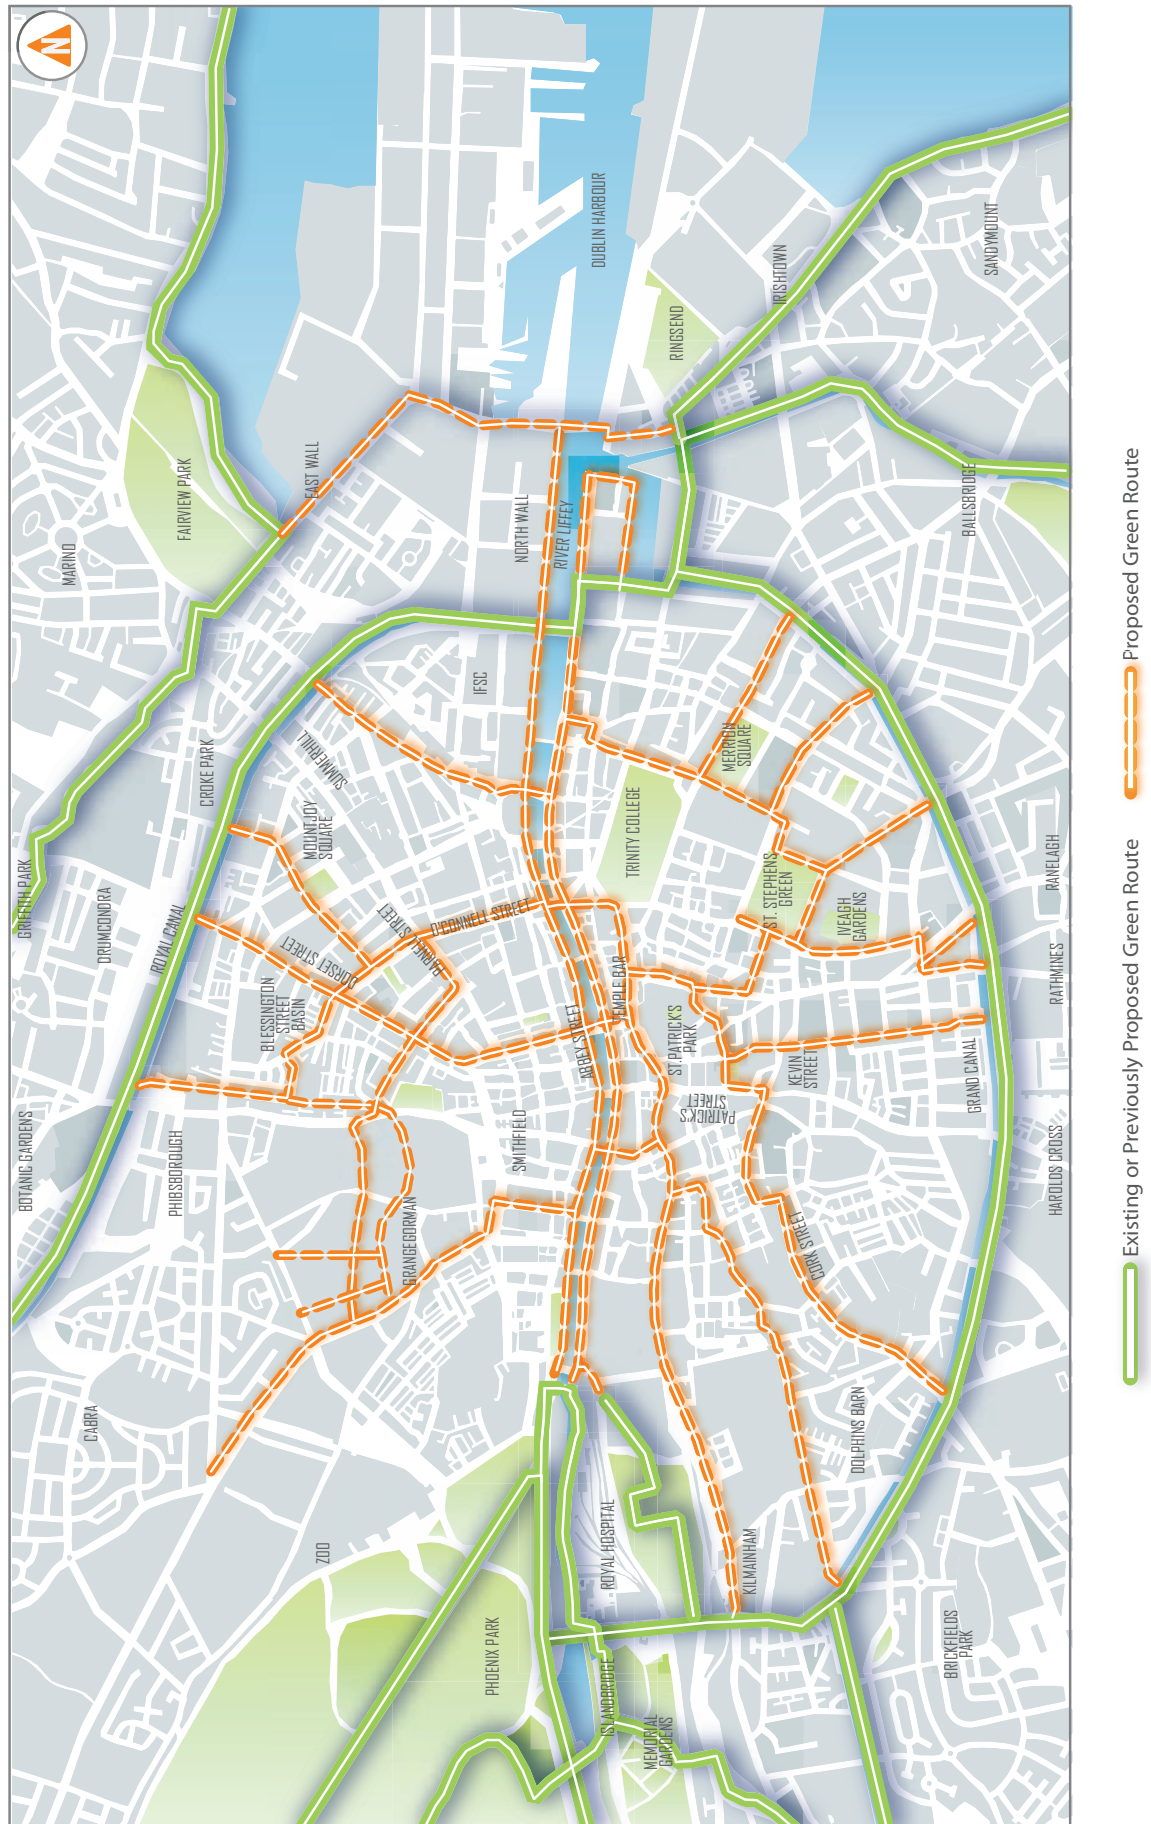 N
GRIFFITH PARK
BOTANIC GARDENS
MARINO
FAIRVIEW PARK
DRUMCONDRA
CROKE PARK
ROYAL CANAL
PHIBSBOROUGH
CABRA
EAST WALL
SUMMERHILL
MOUNTJOY
SQUARE
DORSET STREET
BLESSINGTON
STREET
BASIN
PARNELL STREET
PARNELL STREET
O'CONNELL STREET
GRANGEGORMAN
ZOO
PHOENIX PARK
SMITHFIELD
IFSC
NORTH WALL
RIVER LIFFEY
DUBLIN HARBOUR
ABBEY STREET
TEMPLE BAR
TRINITY COLLEGE
ROYAL HOSPITAL
ISLANDBRIDGE
MEMORIAL
GARDENS
RINGSEND
IRISHTOWN
SANDYMOUNT
MERRION
SQUARE
ST. STEPHENS
GREEN
IVEAGH
GARDENS
ST.PATRICK'S
PARK
PATRICK'S
STREET
KEVIN
STREET
CORK STREET
KILMAINHAM
DOLPHINS BARN
BRICKFIELDS
PARK
GRAND CANAL
BALLSBRIDGE
RANELAGH
RATHMINES
HAROLDS CROSS
Existing or Previously Proposed Green Route
Proposed Green Route